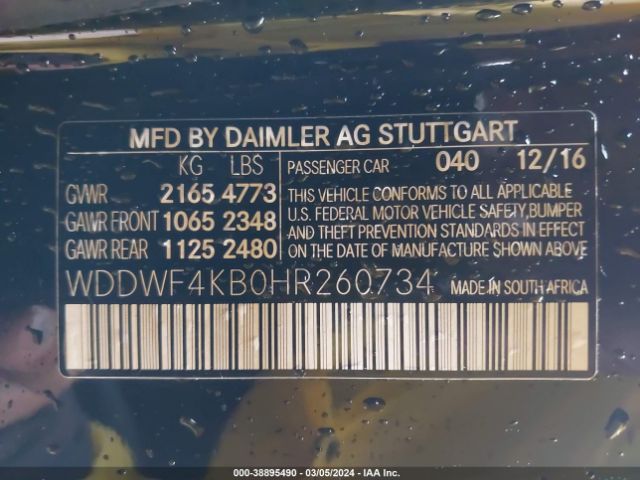 MFD BY DAIMLER AG STUTTGART
KG LBS
GVWR 2165 4773
GAWR FRONT 1065 2348
GAWR REAR 1125 2480
PASSENGER CAR 040 12/16
THIS VEHICLE CONFORMS TO ALL APPLICABLE
U.S. FEDERAL MOTOR VEHICLE SAFETY, BUMPER
AND THEFT PREVENTION STANDARDS IN EFFECT
ON THE DATE OF MANUFACTURE SHOWN ABOVE
WDDWF4KB0HR260734 MADE IN SOUTH AFRICA
000-38895490 - 03/05/2024 - IAA Inc.